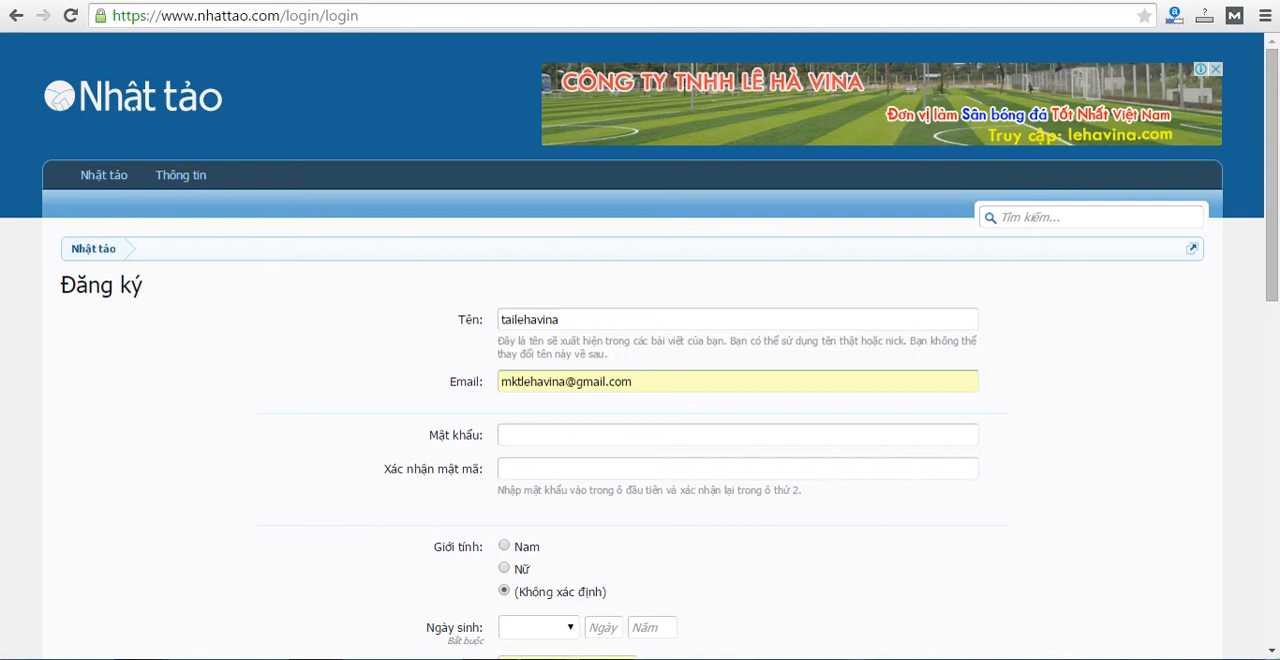 https://www.nhattao.com/login/login
Nhật tảo
CÔNG TY TNHH LÊ HÀ VINA
Đơn vị làm Sân bóng đá Tốt Nhất Việt Nam
Truy cập: lehavina.com
Nhật tảo Thông tin
Tìm kiếm...
Nhật tảo
Đăng ký
Tên: tailehavina
Đây là tên sẽ xuất hiện trong các bài viết của bạn. Bạn có thể sử dụng tên thật hoặc nick. Bạn không thể
thay đổi tên này về sau.
Email: mktlehavina@gmail.com
Mật khẩu:
Xác nhận mật mã:
Nhập mật khẩu vào trong ô đầu tiên và xác nhận lại trong ô thứ 2.
Giới tính: Nam
Nữ
(Không xác định)
Ngày sinh: Ngày Năm
Bắt buộc